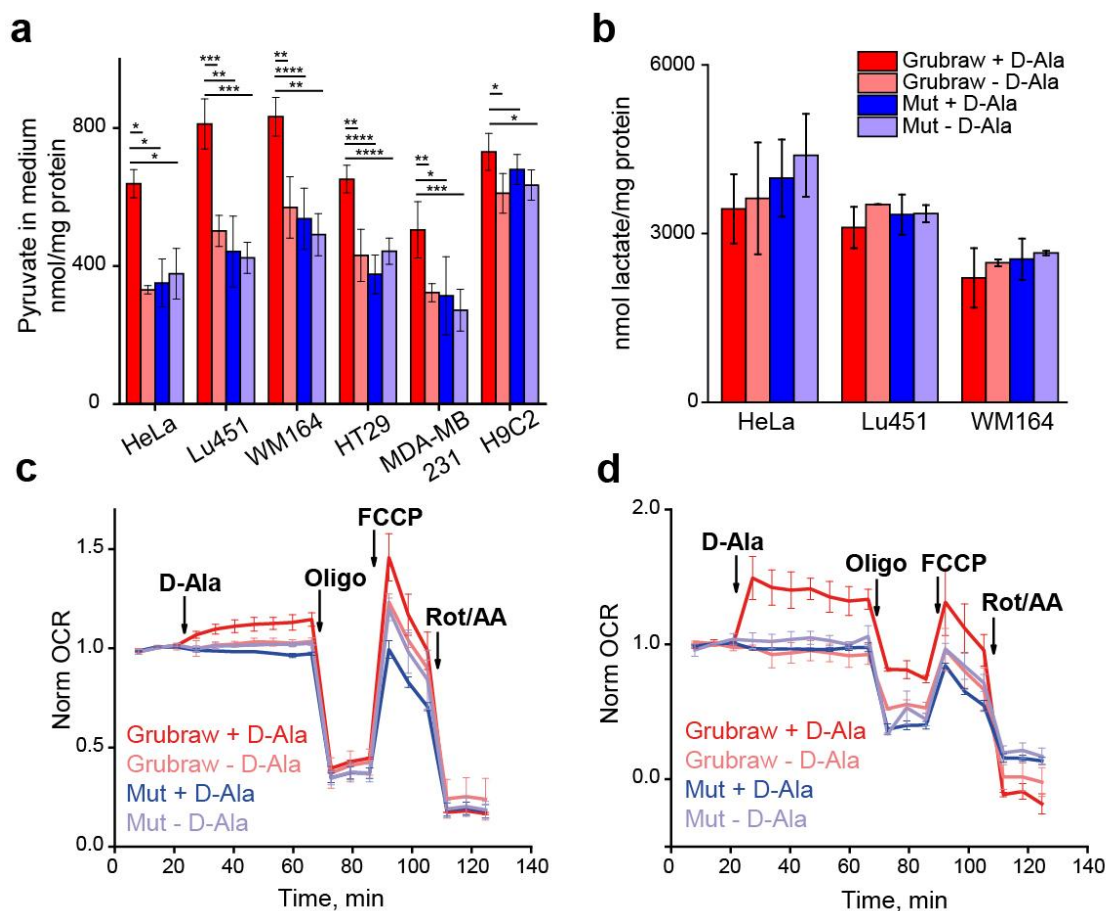 a
Pyruvate in medium
nmol/mg protein
800
400
0
* * *
*** ** ***
** **** **
** **** ****
** * ***
* *
HeLa
Lu451
WM164
HT29
MDA-MB
231
H9C2
b
nmol lactate/mg protein
6000
3000
0
Grubraw + D-Ala
Grubraw - D-Ala
Mut + D-Ala
Mut - D-Ala
HeLa
Lu451
WM164
c
Norm OCR
1.5
1.0
0.5
0.0
D-Ala
Oligo
FCCP
Rot/AA
Grubraw + D-Ala
Grubraw - D-Ala
Mut + D-Ala
Mut - D-Ala
0 20 40 60 80 100 120 140
Time, min
d
Norm OCR
2.0
1.0
0.0
D-Ala
Oligo
FCCP
Rot/AA
Grubraw + D-Ala
Grubraw - D-Ala
Mut + D-Ala
Mut - D-Ala
0 20 40 60 80 100 120 140
Time, min